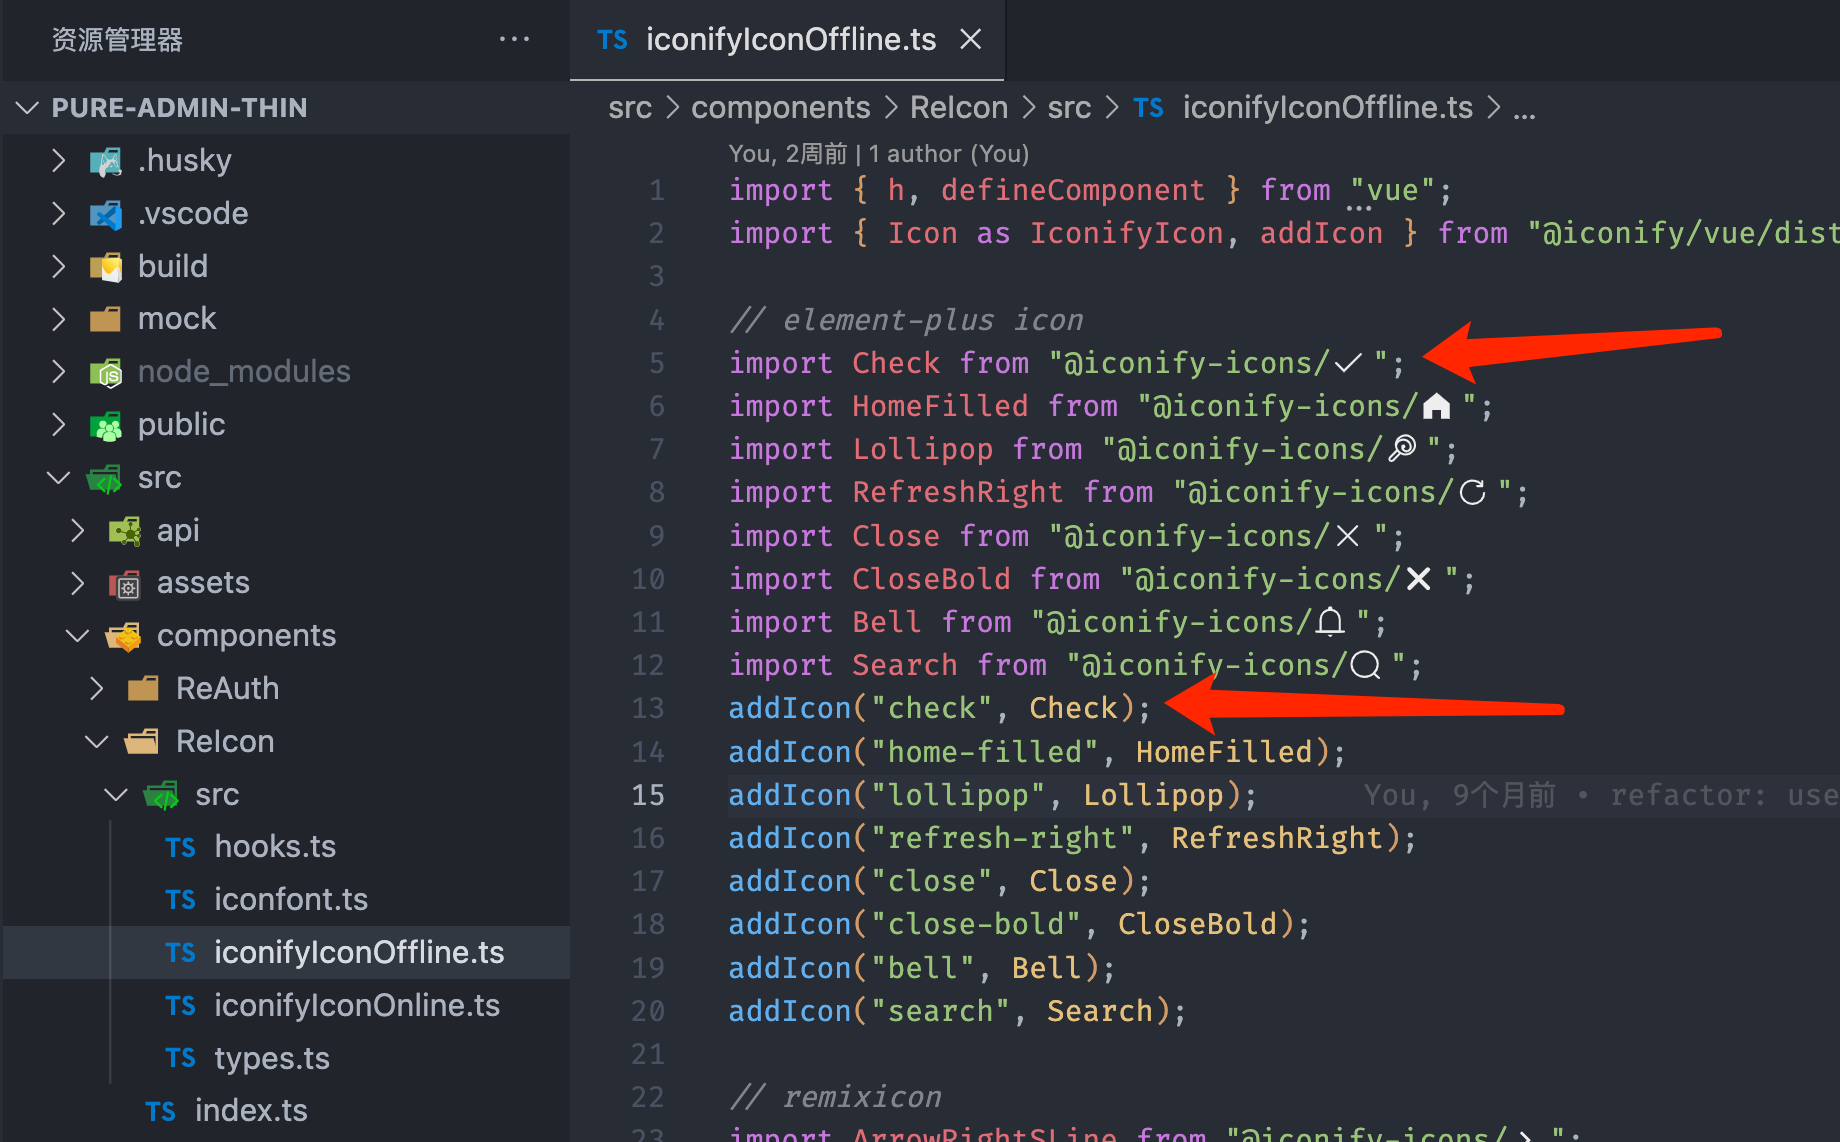 资源管理器 ...
PURE-ADMIN-THIN
.husky
.vscode
build
mock
node_modules
public
src
api
assets
components
ReAuth
ReIcon
src
TS hooks.ts
TS iconfont.ts
TS iconifyIconOffline.ts
TS iconifyIconOnline.ts
TS types.ts
TS index.ts
TS iconifyIconOffline.ts
src > components > ReIcon > src > TS iconifyIconOffline.ts > ...
You, 2周前 | 1 author (You)
1 import { h, defineComponent } from "vue";
2 import { Icon as IconifyIcon, addIcon } from "@iconify/vue/dist
3
4 // element-plus icon
5 import Check from "@iconify-icons/ ";
6 import HomeFilled from "@iconify-icons/ ";
7 import Lollipop from "@iconify-icons/ ";
8 import RefreshRight from "@iconify-icons/ ";
9 import Close from "@iconify-icons/ ";
10 import CloseBold from "@iconify-icons/ ";
11 import Bell from "@iconify-icons/ ";
12 import Search from "@iconify-icons/ ";
13 addIcon("check", Check);
14 addIcon("home-filled", HomeFilled);
15 addIcon("lollipop", Lollipop); You, 9个月前 • refactor: use
16 addIcon("refresh-right", RefreshRight);
17 addIcon("close", Close);
18 addIcon("close-bold", CloseBold);
19 addIcon("bell", Bell);
20 addIcon("search", Search);
21
22 // remixicon
23 import ArrowRightSLine from "@iconify-icons/ ";